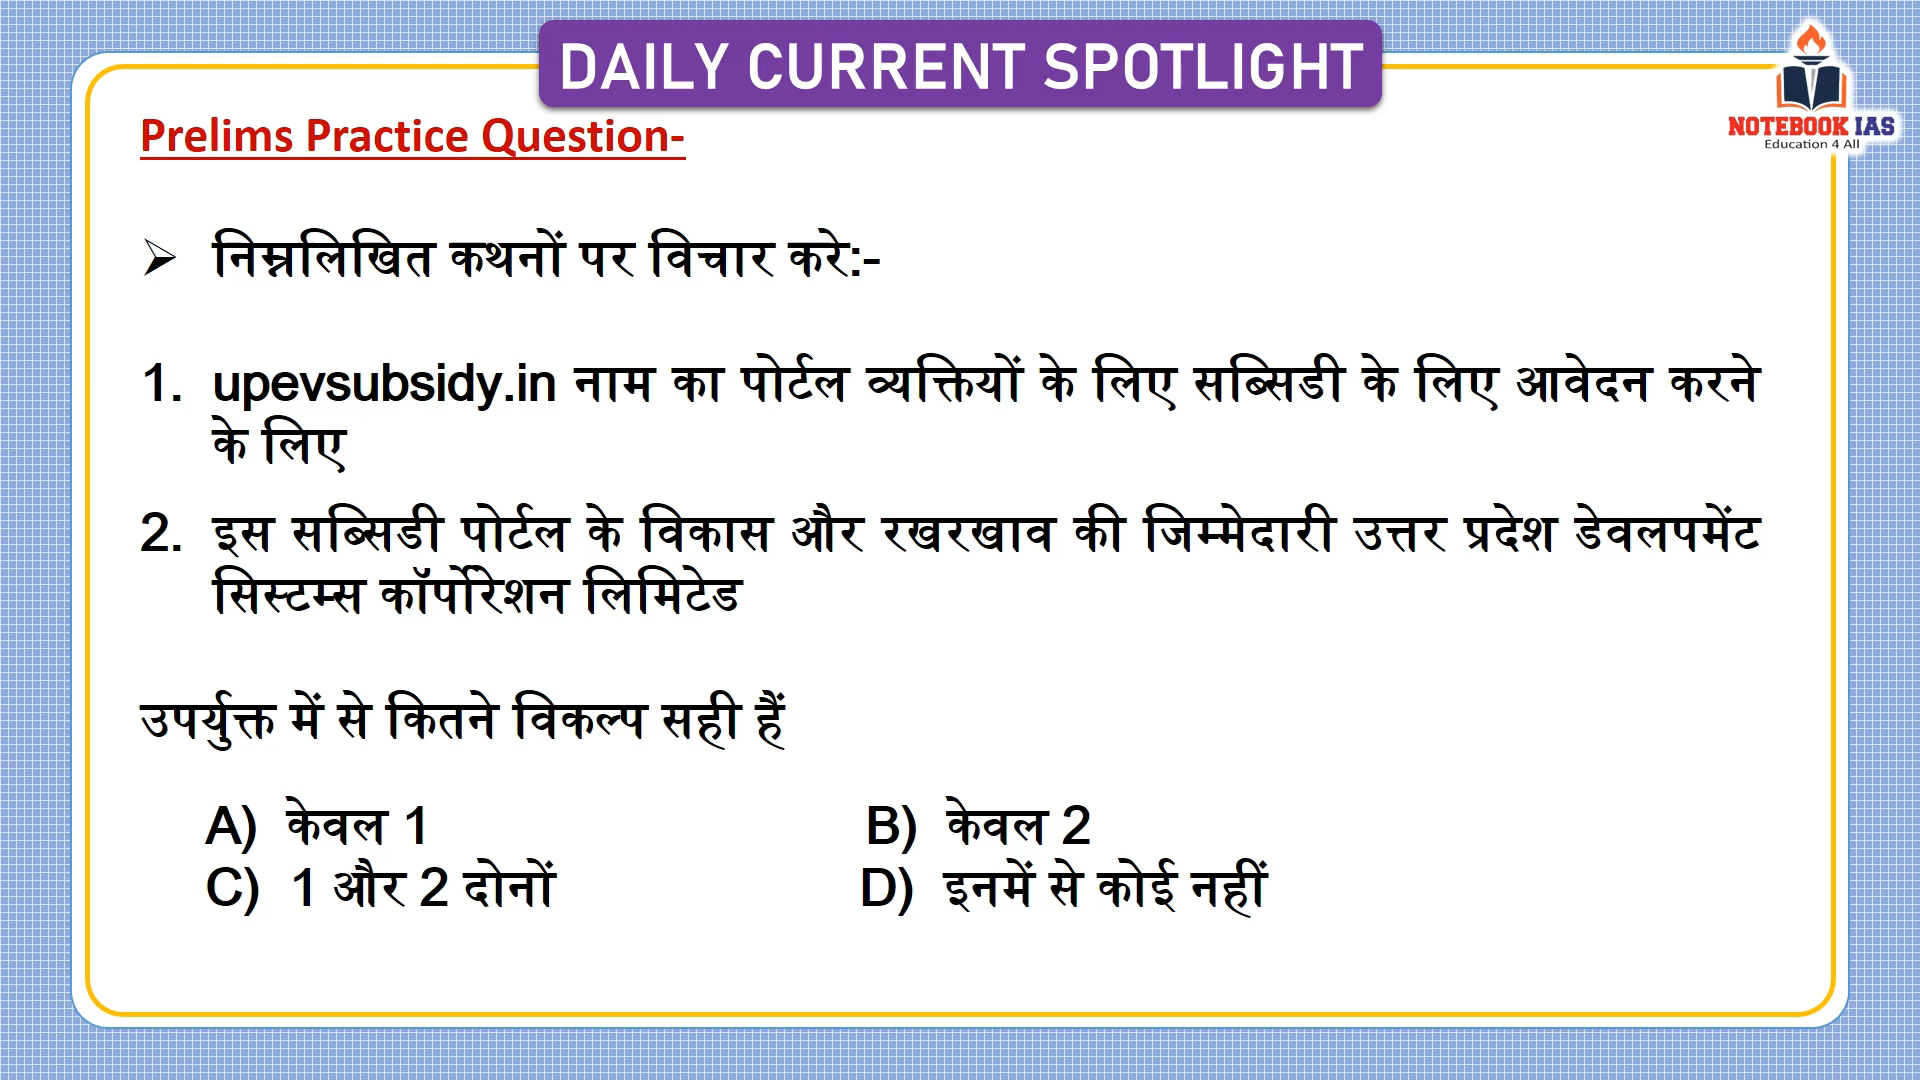 DAILY CURRENT SPOTLIGHT
NOTEBOOK IAS
Education 4 All
Prelims Practice Question-
➢ निम्नलिखित कथनों पर विचार करे:-
1. upevsubsidy.in नाम का पोर्टल व्यक्तियों के लिए सब्सिडी के लिए आवेदन करने
के लिए
2. इस सब्सिडी पोर्टल के विकास और रखरखाव की जिम्मेदारी उत्तर प्रदेश डेवलपमेंट
सिस्टम्स कॉर्पोरेशन लिमिटेड
उपर्युक्त में से कितने विकल्प सही हैं
A) केवल 1 B) केवल 2
C) 1 और 2 दोनों D) इनमें से कोई नहीं